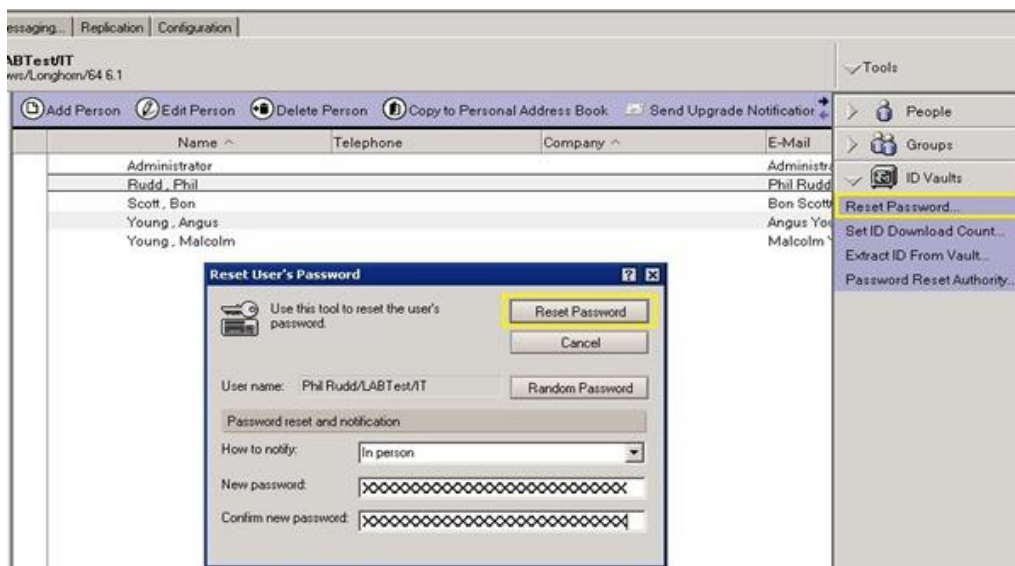 essaging... Replication Configuration
ABTest/IT
ws/Longhorn/64 6.1
Tools
Add Person Edit Person Delete Person Copy to Personal Address Book Send Upgrade Notification
People
Name Telephone Company E-Mail
Groups
Administrator Administra
ID Vaults
Rudd , Phil Phil Rudd
Scott , Bon Bon Scott
Reset Password...
Young , Angus Angus You
Set ID Download Count...
Young , Malcolm Malcolm Y
Extract ID From Vault...
Password Reset Authority...
Reset User's Password
Use this tool to reset the user's
password.
Reset Password
Cancel
User name: Phil Rudd/LABTest/IT
Random Password
Password reset and notification
How to notify: In person
New password: XXXXXXXXXXXXXXXXXXXXXXXXXXXX
Confirm new password: XXXXXXXXXXXXXXXXXXXXXXXXXXXX